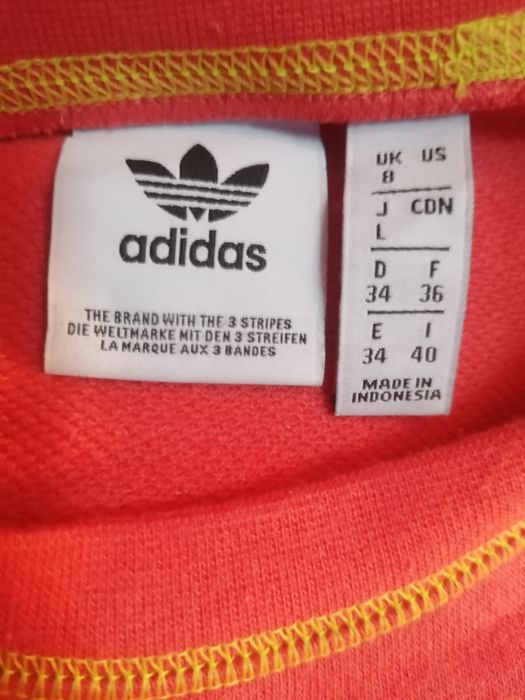 adidas
THE BRAND WITH THE 3 STRIPES
DIE WELTMARKE MIT DEN 3 STREIFEN
LA MARQUE AUX 3 BANDES
UK US
8
J CDN
L
D F
34 36
E I
34 40
MADE IN
INDONESIA